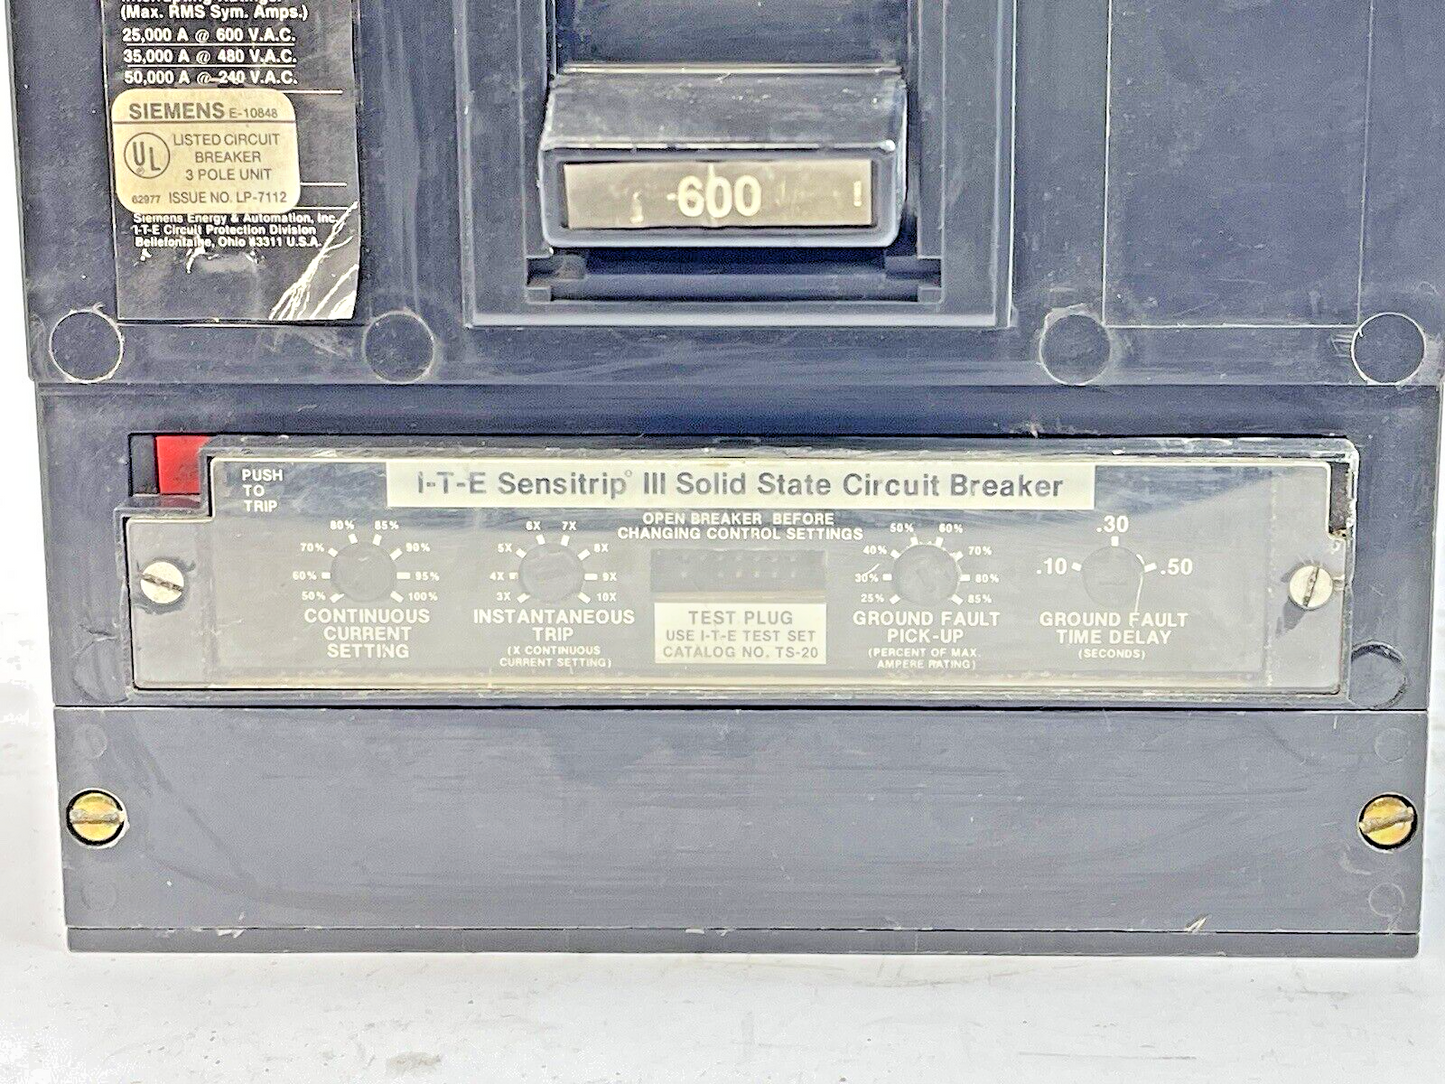 (Max. RMS Sym. Amps.)
25,000 A @ 600 V.A.C.
35,000 A @ 480 V.A.C.
50,000 A @ 240 V.A.C.
SIEMENS E-10848
UL
LISTED CIRCUIT
BREAKER
3 POLE UNIT
62977 ISSUE NO. LP-7112
Siemens Energy & Automation, Inc.
I-T-E Circuit Protection Division
Bellefontaine, Ohio 43311 U.S.A.
600
PUSH
TO
TRIP
I-T-E Sensitrip® III Solid State Circuit Breaker
OPEN BREAKER BEFORE
CHANGING CONTROL SETTINGS
80% 85%
70% 90%
60% 95%
50% 100%
CONTINUOUS
CURRENT
SETTING
6X 7X
5X 8X
4X 9X
3X 10X
INSTANTANEOUS
TRIP
(X CONTINUOUS
CURRENT SETTING)
TEST PLUG
USE I-T-E TEST SET
CATALOG NO. TS-20
50% 60%
40% 70%
30% 80%
25% 85%
GROUND FAULT
PICK-UP
(PERCENT OF MAX.
AMPERE RATING)
.30
.10 .50
GROUND FAULT
TIME DELAY
(SECONDS)